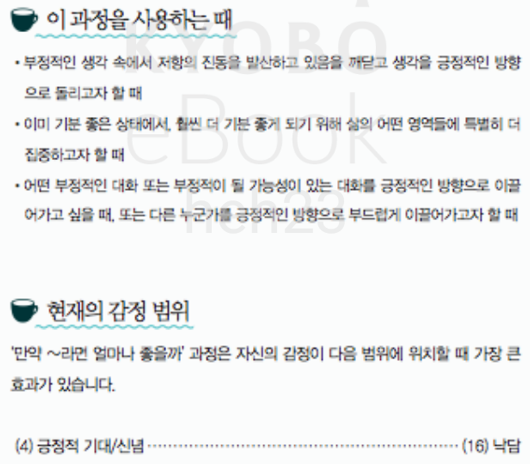 이 과정을 사용하는 때
• 부정적인 생각 속에서 저항의 진동을 발산하고 있음을 깨닫고 생각을 긍정적인 방향
으로 돌리고자 할 때
• 이미 기분 좋은 상태에서, 훨씬 더 기분 좋게 되기 위해 삶의 어떤 영역들에 특별히 더
집중하고자 할 때
• 어떤 부정적인 대화 또는 부정적이 될 가능성이 있는 대화를 긍정적인 방향으로 이끌
어가고 싶을 때, 또는 다른 누군가를 긍정적인 방향으로 부드럽게 이끌어가고자 할 때
KYOBO
eBook
hch23
현재의 감정 범위
'만약 ~라면 얼마나 좋을까' 과정은 자신의 감정이 다음 범위에 위치할 때 가장 큰
효과가 있습니다.
(4) 긍정적 기대/신념 ········································ (16) 낙담